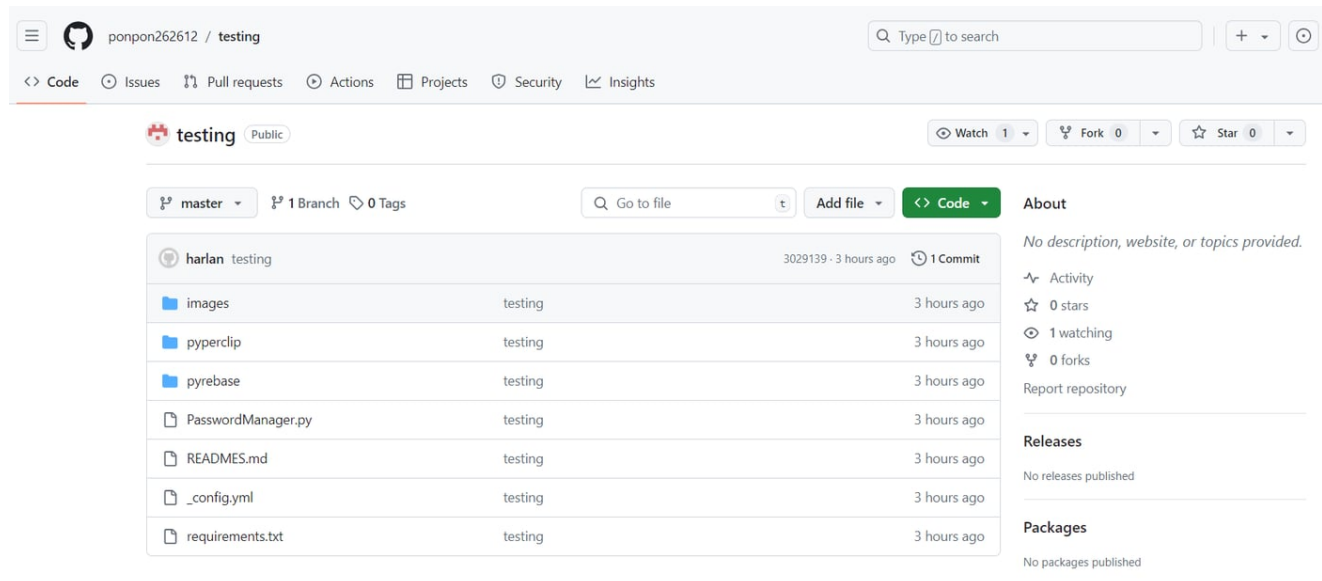 ponpon262612 / testing
Type / to search
Code Issues Pull requests Actions Projects Security Insights
testing Public
Watch 1 Fork 0 Star 0
master 1 Branch 0 Tags Go to file t Add file Code
harlan testing 3029139 · 3 hours ago 1 Commit
images testing 3 hours ago
pyperclip testing 3 hours ago
pyrebase testing 3 hours ago
PasswordManager.py testing 3 hours ago
READMES.md testing 3 hours ago
_config.yml testing 3 hours ago
requirements.txt testing 3 hours ago
About
No description, website, or topics provided.
Activity
0 stars
1 watching
0 forks
Report repository
Releases
No releases published
Packages
No packages published